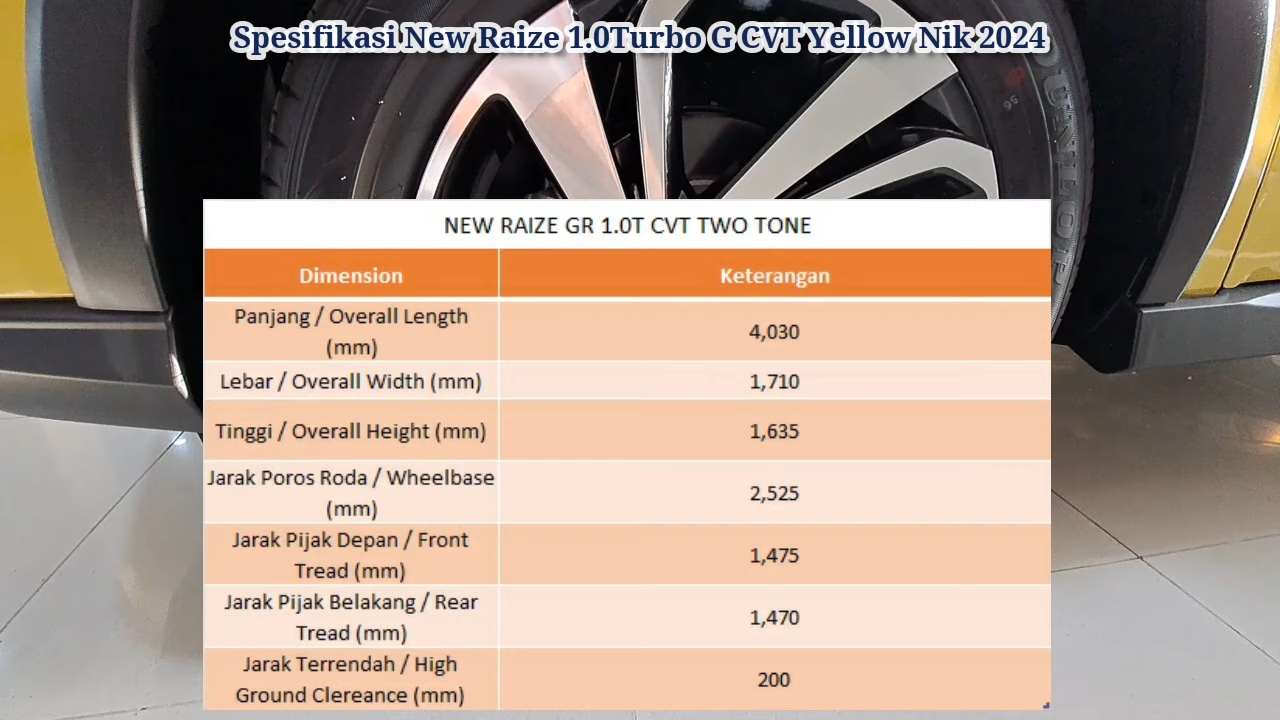 Spesifikasi New Raize 1.0Turbo G CVT Yellow Nik 2024
DUNLOP
NEW RAIZE GR 1.0T CVT TWO TONE
Dimension Keterangan
Panjang / Overall Length
(mm)
4,030
Lebar / Overall Width (mm) 1,710
Tinggi / Overall Height (mm) 1,635
Jarak Poros Roda / Wheelbase
(mm)
2,525
Jarak Pijak Depan / Front
Tread (mm)
1,475
Jarak Pijak Belakang / Rear
Tread (mm)
1,470
Jarak Terrendah / High
Ground Clereance (mm)
200